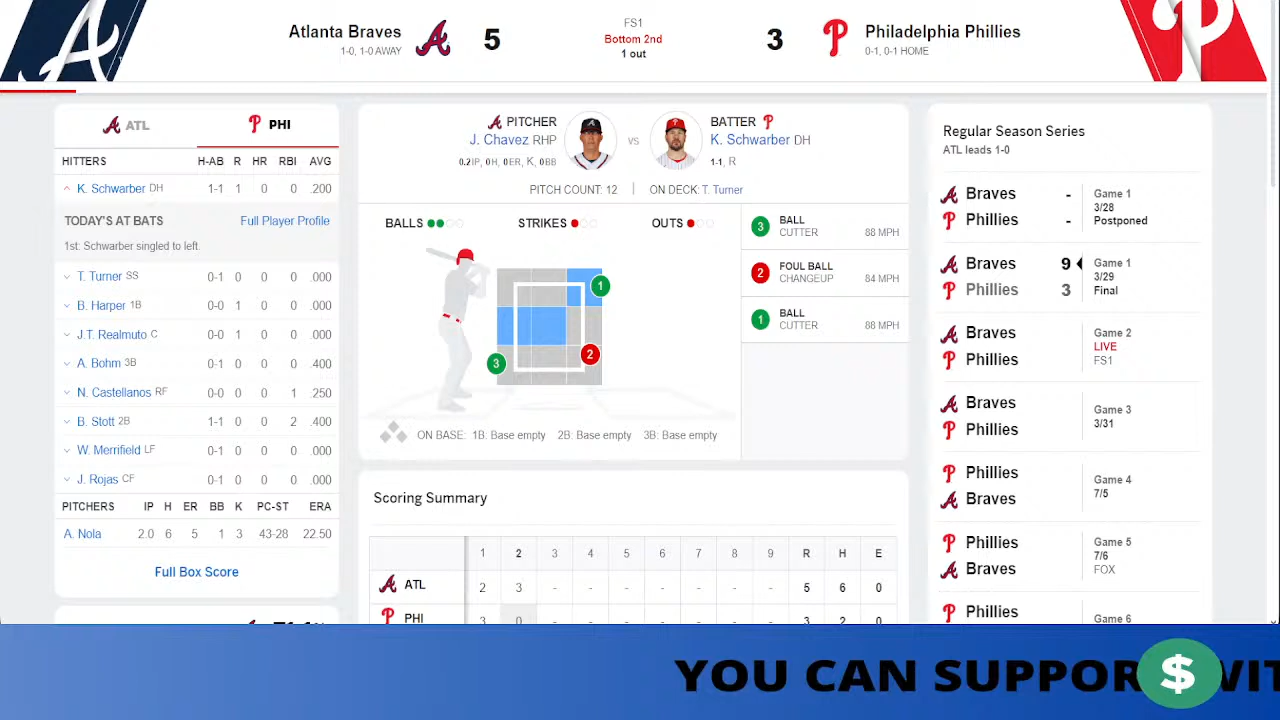 Atlanta Braves
1-0, 1-0 AWAY
5
FS1
Bottom 2nd
1 out
3
Philadelphia Phillies
0-1, 0-1 HOME
ATL
PHI
HITTERS H-AB R HR RBI AVG
K. Schwarber DH 1-1 1 0 0 .200
TODAY'S AT BATS Full Player Profile
1st: Schwarber singled to left.
T. Turner SS 0-1 0 0 0 .000
B. Harper 1B 0-0 1 0 0 .000
J.T. Realmuto C 0-0 1 0 0 .000
A. Bohm 3B 0-1 0 0 0 .400
N. Castellanos RF 0-0 0 0 1 .250
B. Stott 2B 1-1 0 0 2 .400
W. Merrifield LF 0-1 0 0 0 .000
J. Rojas CF 0-1 0 0 0 .000
PITCHERS IP H ER BB K PC-ST ERA
A. Nola 2.0 6 5 1 3 43-28 22.50
Full Box Score
PITCHER
J. Chavez RHP
0.2IP, 0H, 0ER, K, 0BB
VS
BATTER
K. Schwarber DH
1-1, R
PITCH COUNT: 12 ON DECK: T. Turner
BALLS STRIKES OUTS
1
2
3
ON BASE: 1B: Base empty 2B: Base empty 3B: Base empty
3 BALL
CUTTER 88 MPH
2 FOUL BALL
CHANGEUP 84 MPH
1 BALL
CUTTER 88 MPH
Scoring Summary
1 2 3 4 5 6 7 8 9 R H E
ATL 2 3 - - - - - - - 5 6 0
PHI 3 0 - - - - - - - 3 2 0
Regular Season Series
ATL leads 1-0
Braves - Game 1
3/28
Phillies - Postponed
Braves 9 Game 1
3/29
Phillies 3 Final
Braves Game 2
LIVE
Phillies FS1
Braves Game 3
3/31
Phillies
Phillies Game 4
7/5
Braves
Phillies Game 5
7/6
Braves FOX
Phillies Game 6
YOU CAN SUPPOR $ WIT